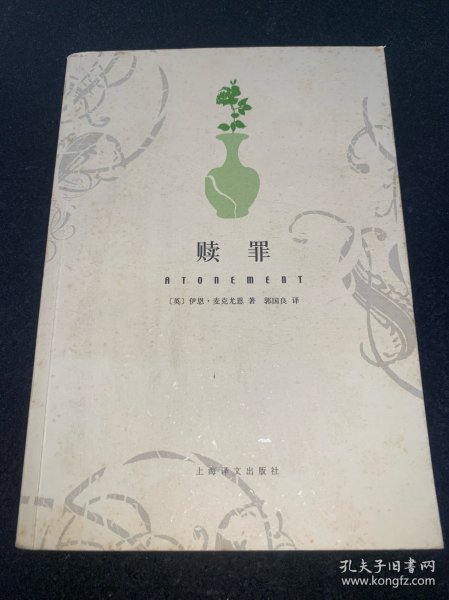 赎罪
ATONEMENT
〔英〕伊恩·麦克尤恩 著 郭国良 译
上海译文出版社
孔夫子旧书网
www.kongfz.com